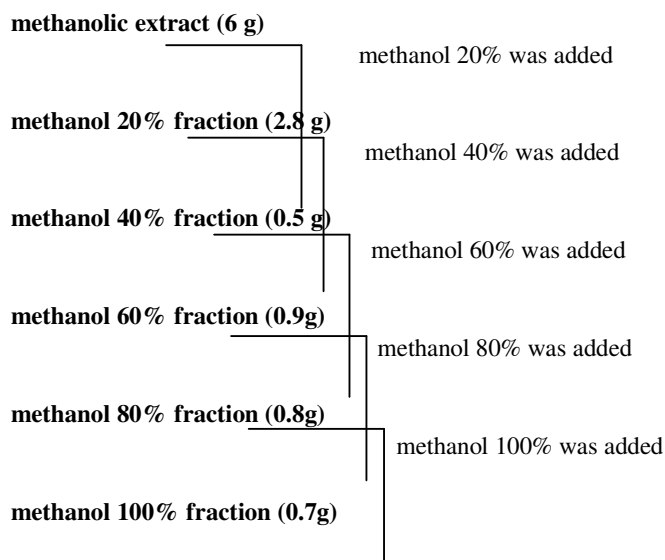 methanolic extract (6 g)
methanol 20% was added
methanol 20% fraction (2.8 g)
methanol 40% was added
methanol 40% fraction (0.5 g)
methanol 60% was added
methanol 60% fraction (0.9g)
methanol 80% was added
methanol 80% fraction (0.8g)
methanol 100% was added
methanol 100% fraction (0.7g)